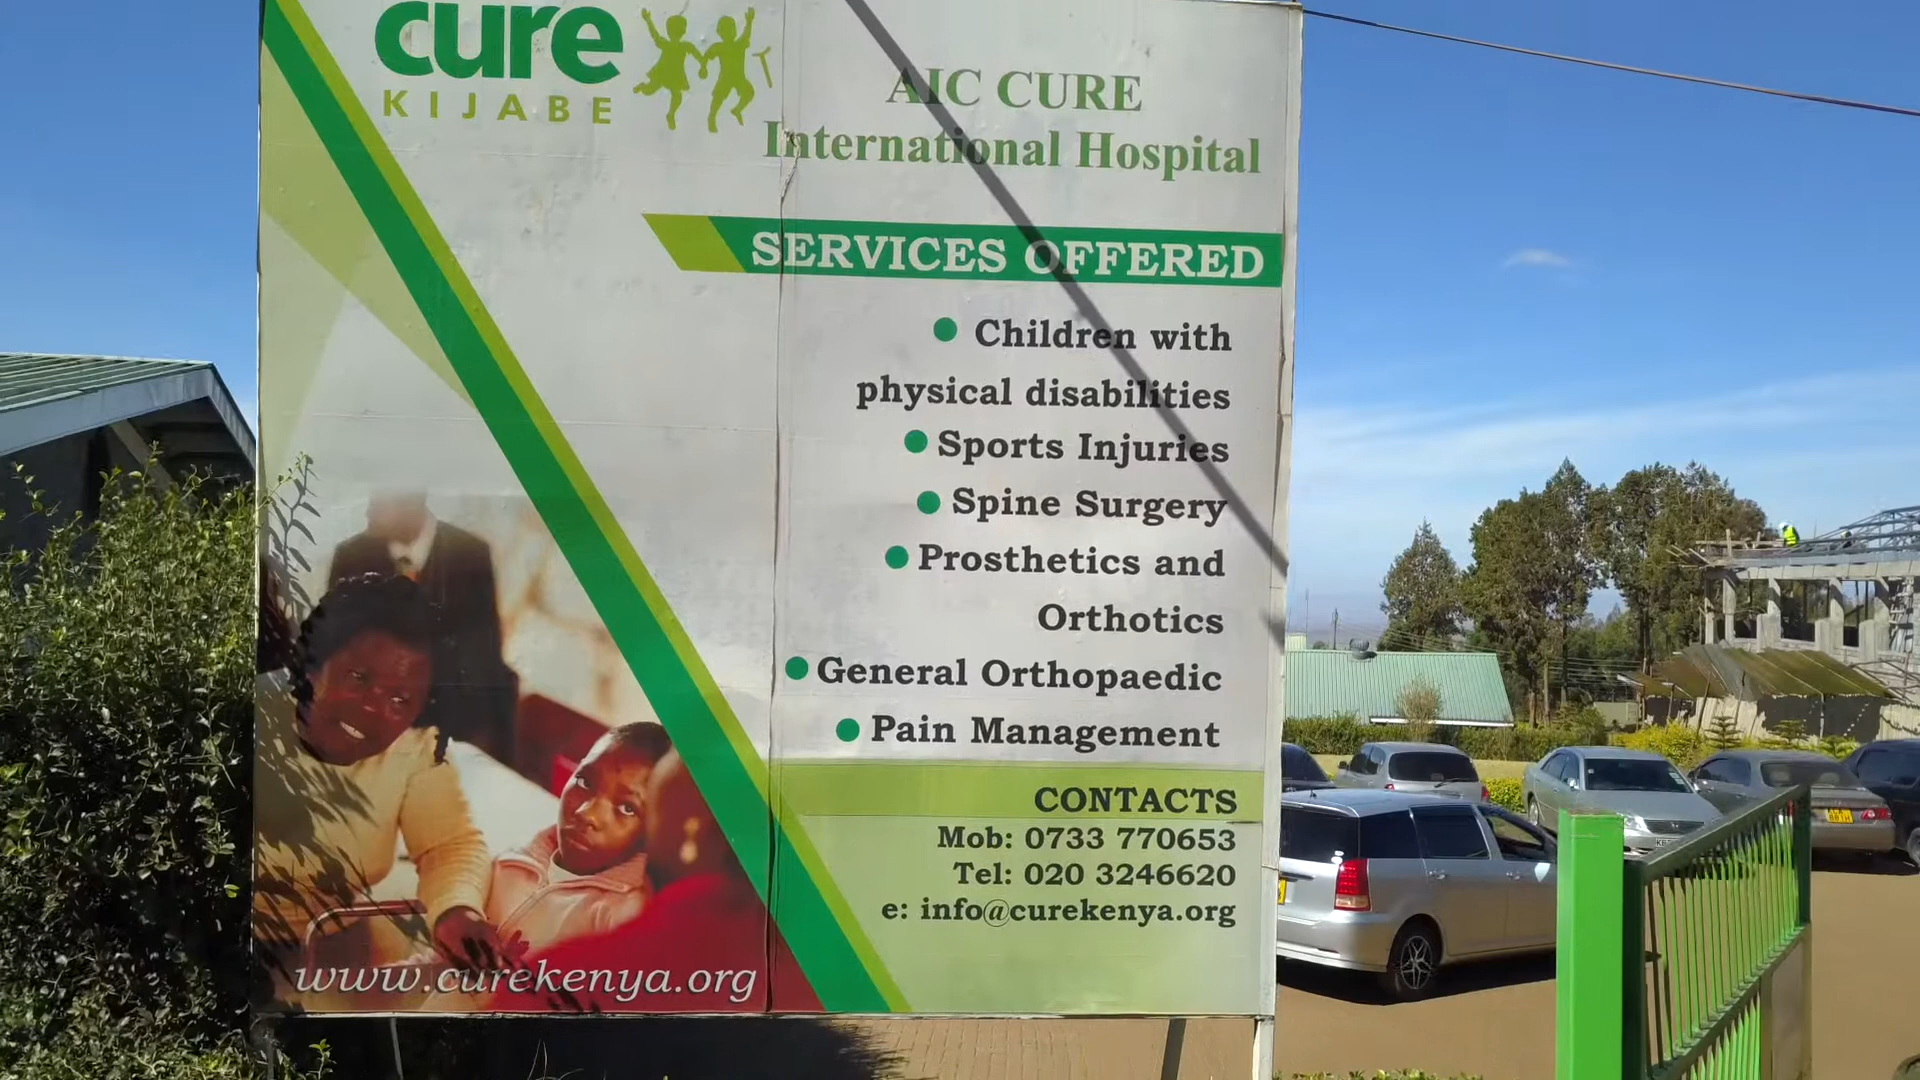 cure
KIJABE
AIC CURE
International Hospital
SERVICES OFFERED
Children with
physical disabilities
Sports Injuries
Spine Surgery
Prosthetics and
Orthotics
General Orthopaedic
Pain Management
CONTACTS
Mob: 0733 770653
Tel: 020 3246620
e: info@curekenya.org
www.curekenya.org